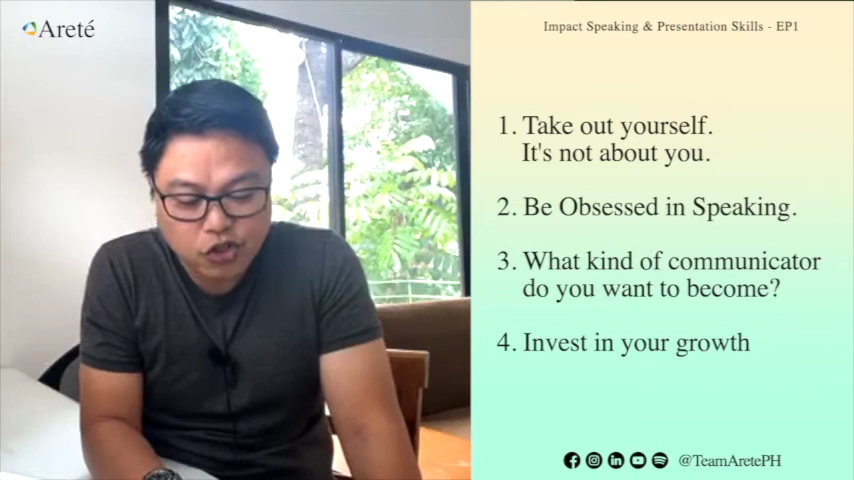 Areté
Impact Speaking & Presentation Skills - EP1
1. Take out yourself.
It's not about you.
2. Be Obsessed in Speaking.
3. What kind of communicator
do you want to become?
4. Invest in your growth
@TeamAretePH